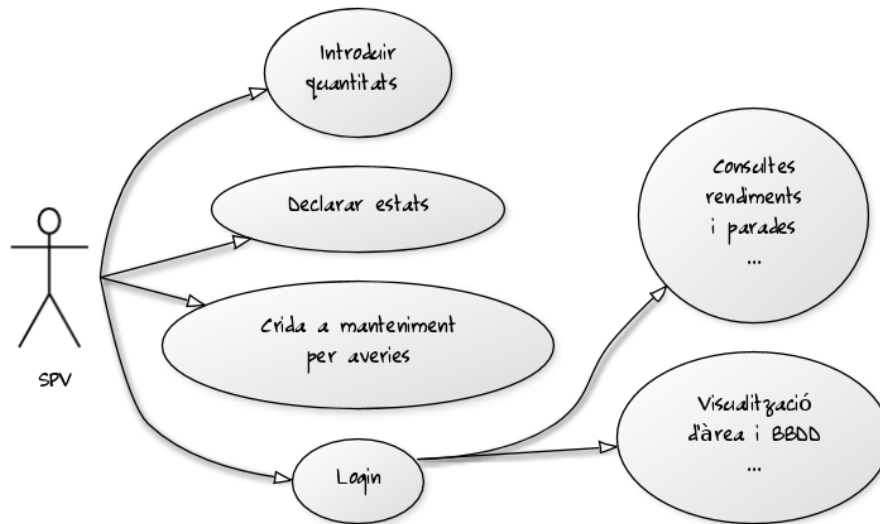 Introduir
quantitats
Declarar estats
Crida a manteniment
per averies
SPV
Login
Consultes
rendiments
i parades
...
Visualització
d'àrea i BBDD
...